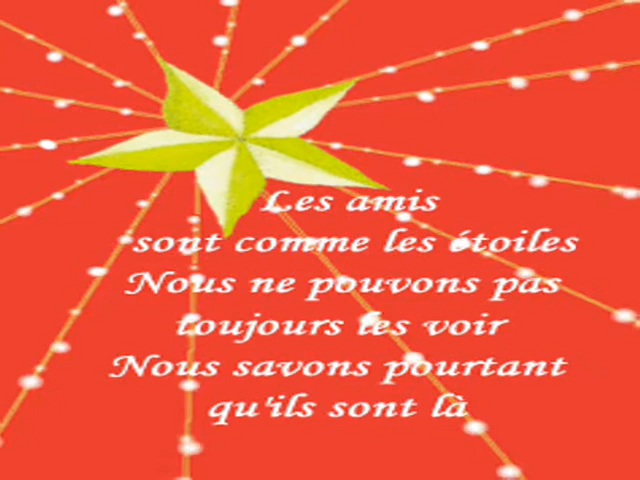 Les amis
sont comme les étoiles
Nous ne pouvons pas
toujours les voir
Nous savons pourtant
qu'ils sont là